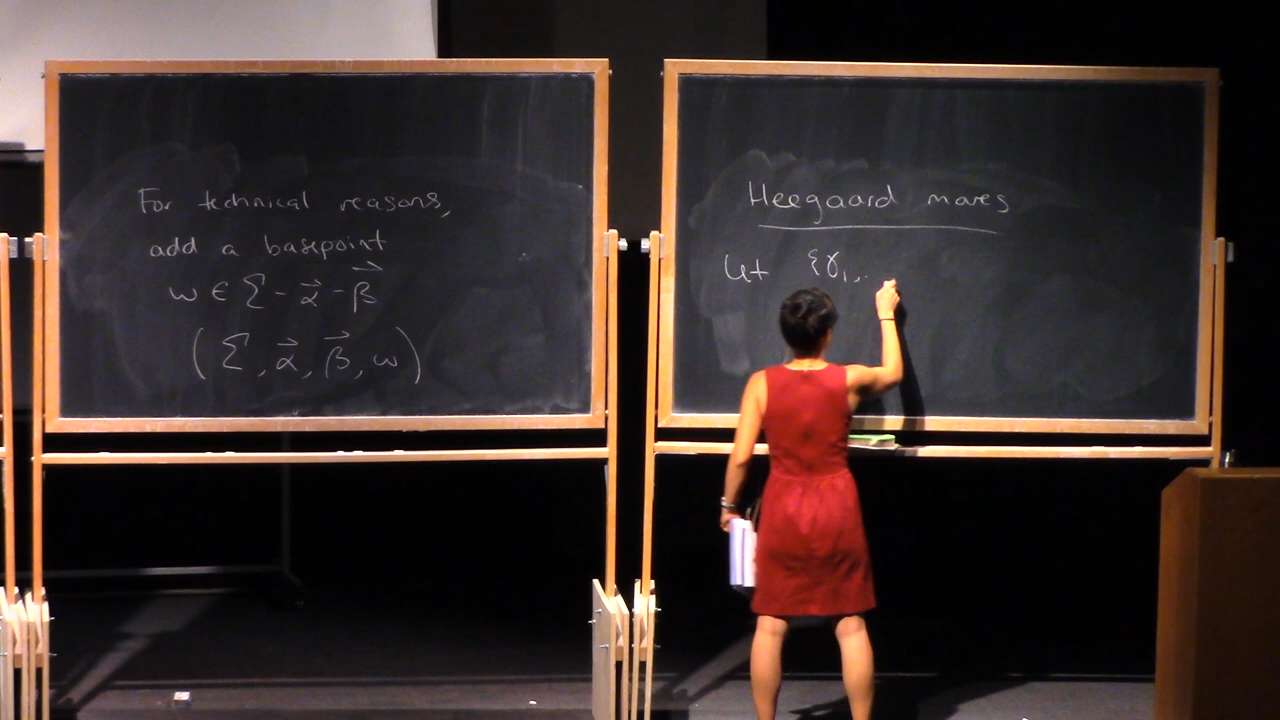 For technical reasons,
add a basepoint
w ∈ Σ - α⃗ - β⃗
(Σ, α⃗, β⃗, w)
Heegaard moves
Let {γ₁,..